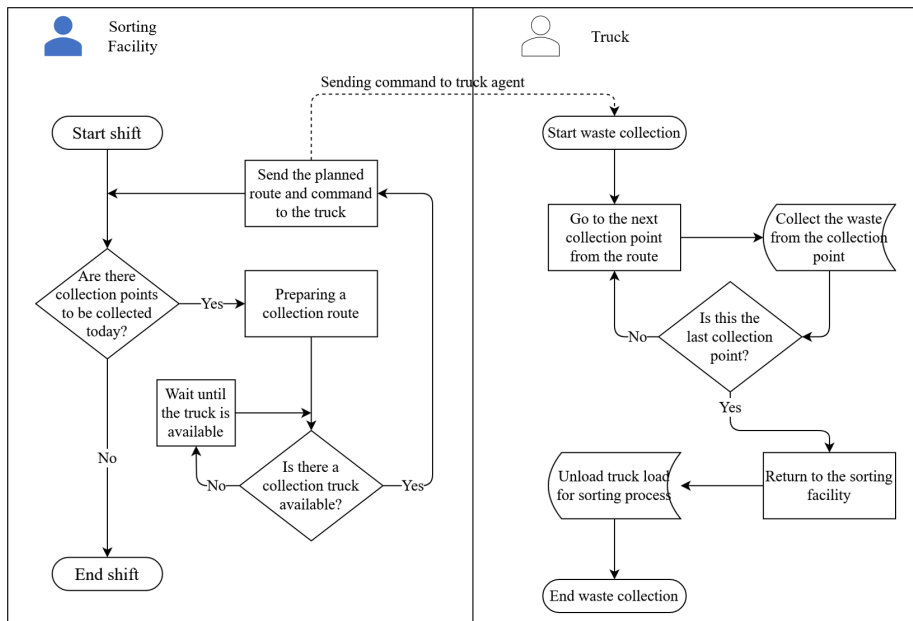 Sorting
Facility
Truck
Sending command to truck agent
Start shift
Send the planned
route and command
to the truck
Are there
collection points
to be collected
today?
Yes
Preparing a
collection route
Wait until
the truck is
available
No
Is there a
collection truck
available?
No
Yes
End shift
Start waste collection
Go to the next
collection point
from the route
Collect the waste
from the collection
point
Is this the
last collection
point?
No
Yes
Return to the sorting
facility
Unload truck load
for sorting process
End waste collection